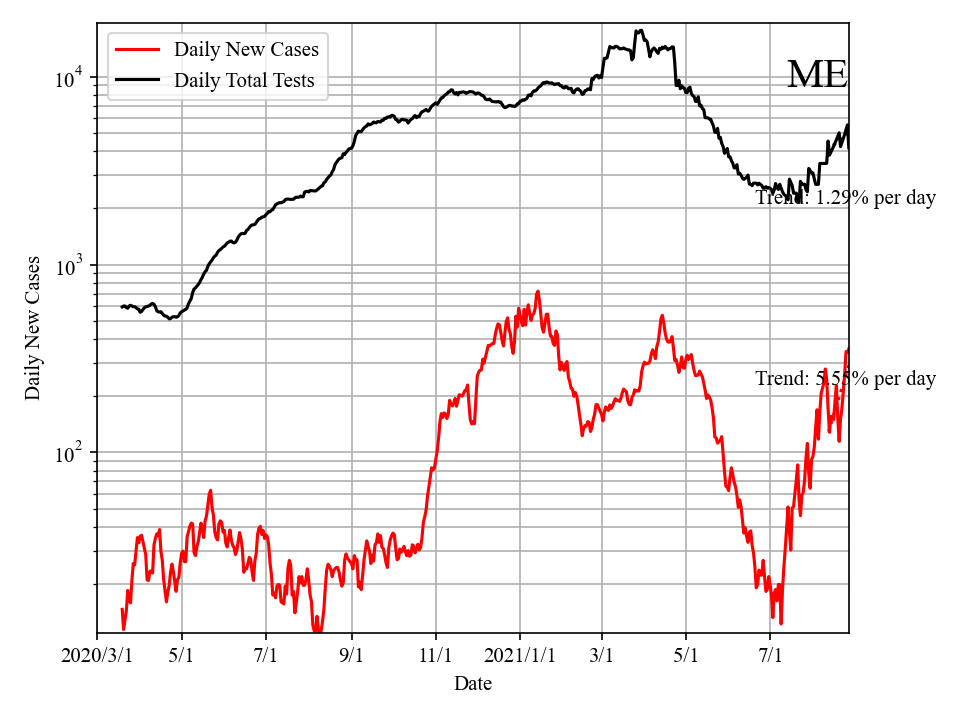 Daily New Cases
Daily Total Tests
ME
10^4
10^3
10^2
Trend: 1.29% per day
Trend: 5.55% per day
Daily New Cases
2020/3/1 5/1 7/1 9/1 11/1 2021/1/1 3/1 5/1 7/1
Date